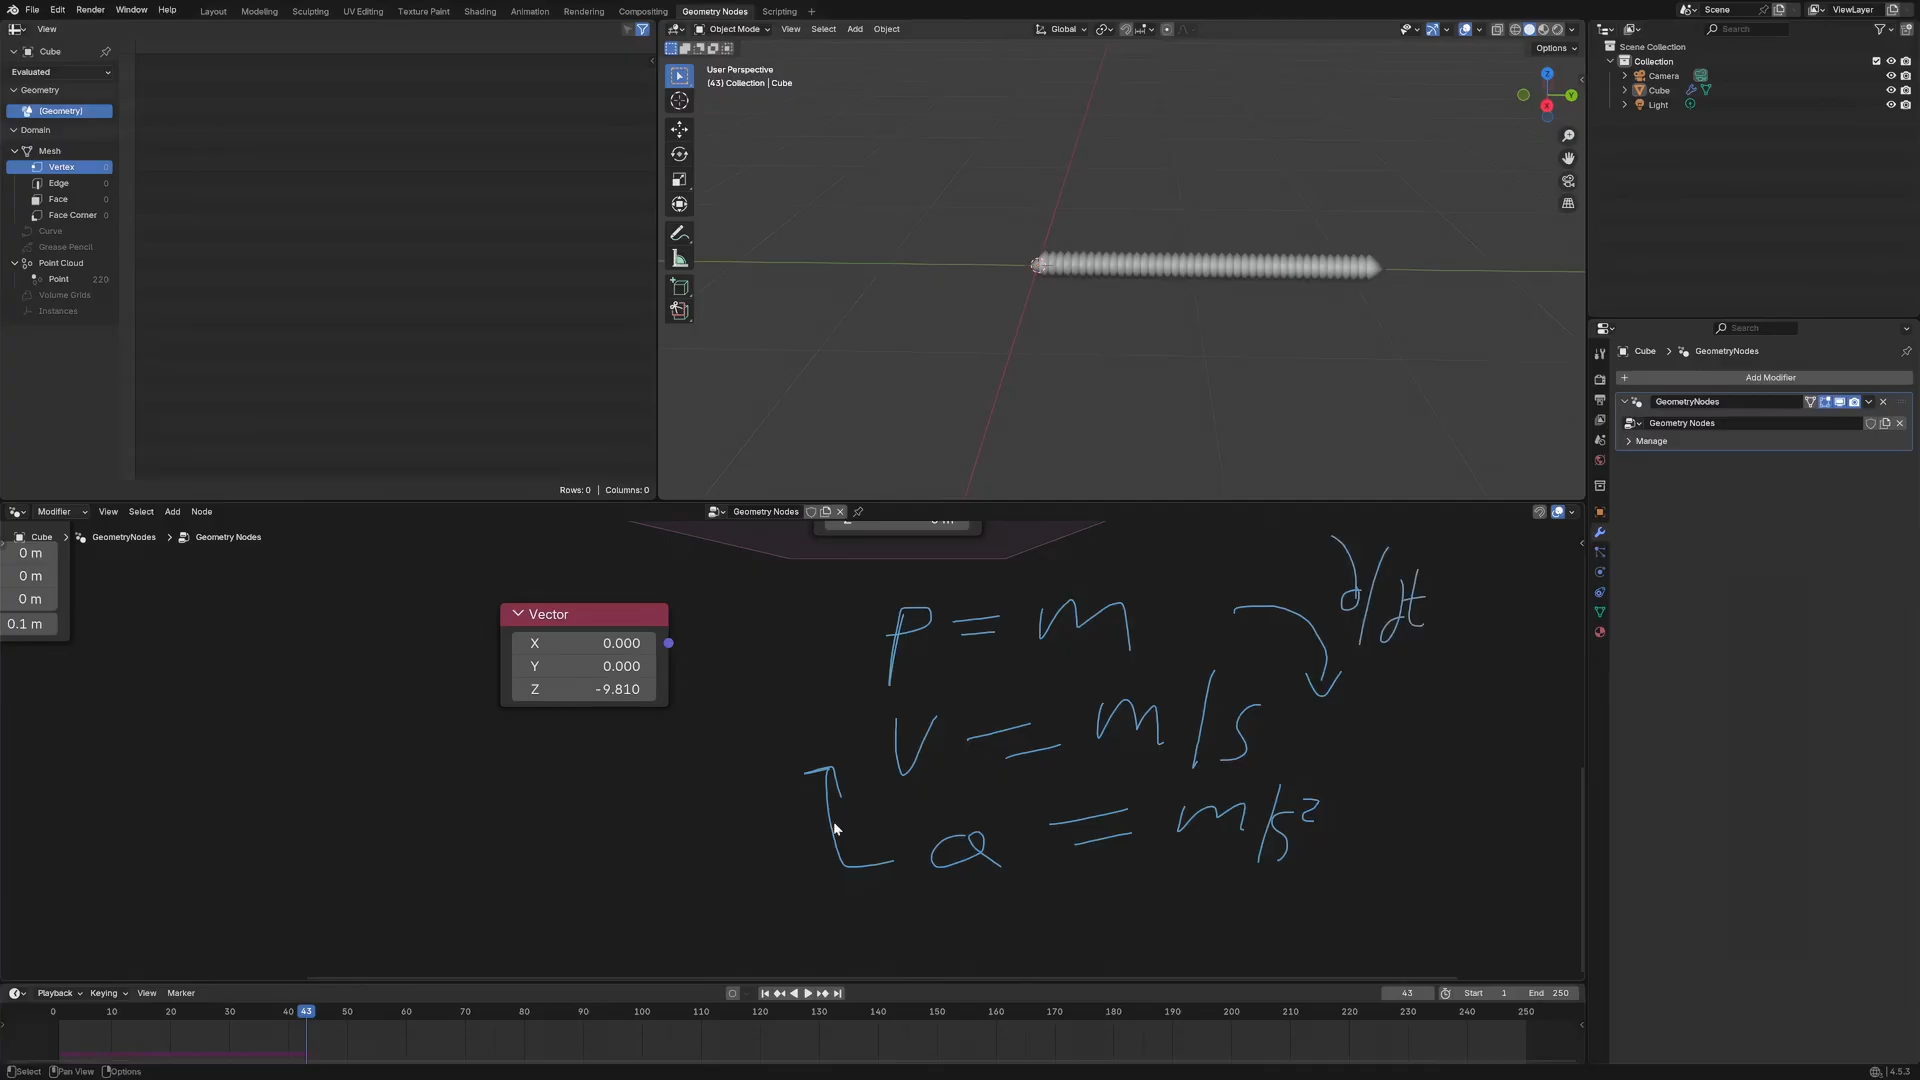 File Edit Render Window Help Layout Modeling Sculpting UV Editing Texture Paint Shading Animation Rendering Compositing Geometry Nodes Scripting + Scene ViewLayer
View
Cube
Evaluated
Geometry
(Geometry)
Domain
Mesh
Vertex 0
Edge 0
Face 0
Face Corner 0
Curve
Grease Pencil
Point Cloud
Point 220
Volume Grids
Instances
Rows: 0 | Columns: 0
Object Mode View Select Add Object Global
Options
User Perspective
(43) Collection | Cube
Z
Y
X
Search
Scene Collection
Collection
Camera
Cube
Light
Search
Cube > GeometryNodes
+ Add Modifier
GeometryNodes
Geometry Nodes
Manage
Modifier View Select Add Node Geometry Nodes
Cube > GeometryNodes > Geometry Nodes
0 m
0 m
0 m
0.1 m
Vector
X 0.000
Y 0.000
Z -9.810
p = m
d/dt
v = m/s
a = m/s²
Playback Keying View Marker 43 Start 1 End 250
0 10 20 30 40 43 50 60 70 80 90 100 110 120 130 140 150 160 170 180 190 200 210 220 230 240 250
Select Pan View Options 4.5.3